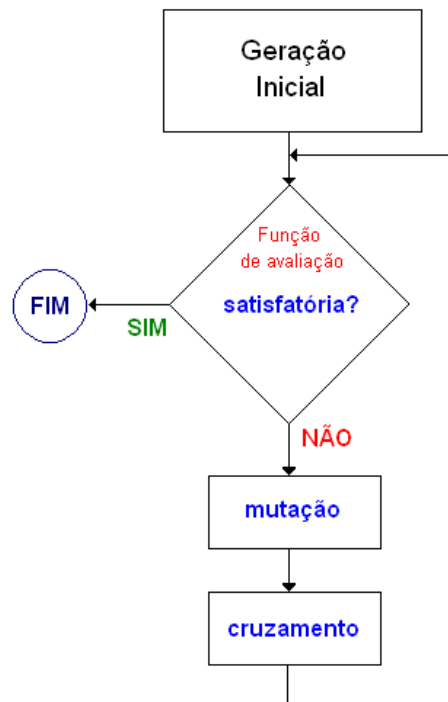 Geração
Inicial
Função
de avaliação
satisfatória?
FIM
SIM
NÃO
mutação
cruzamento